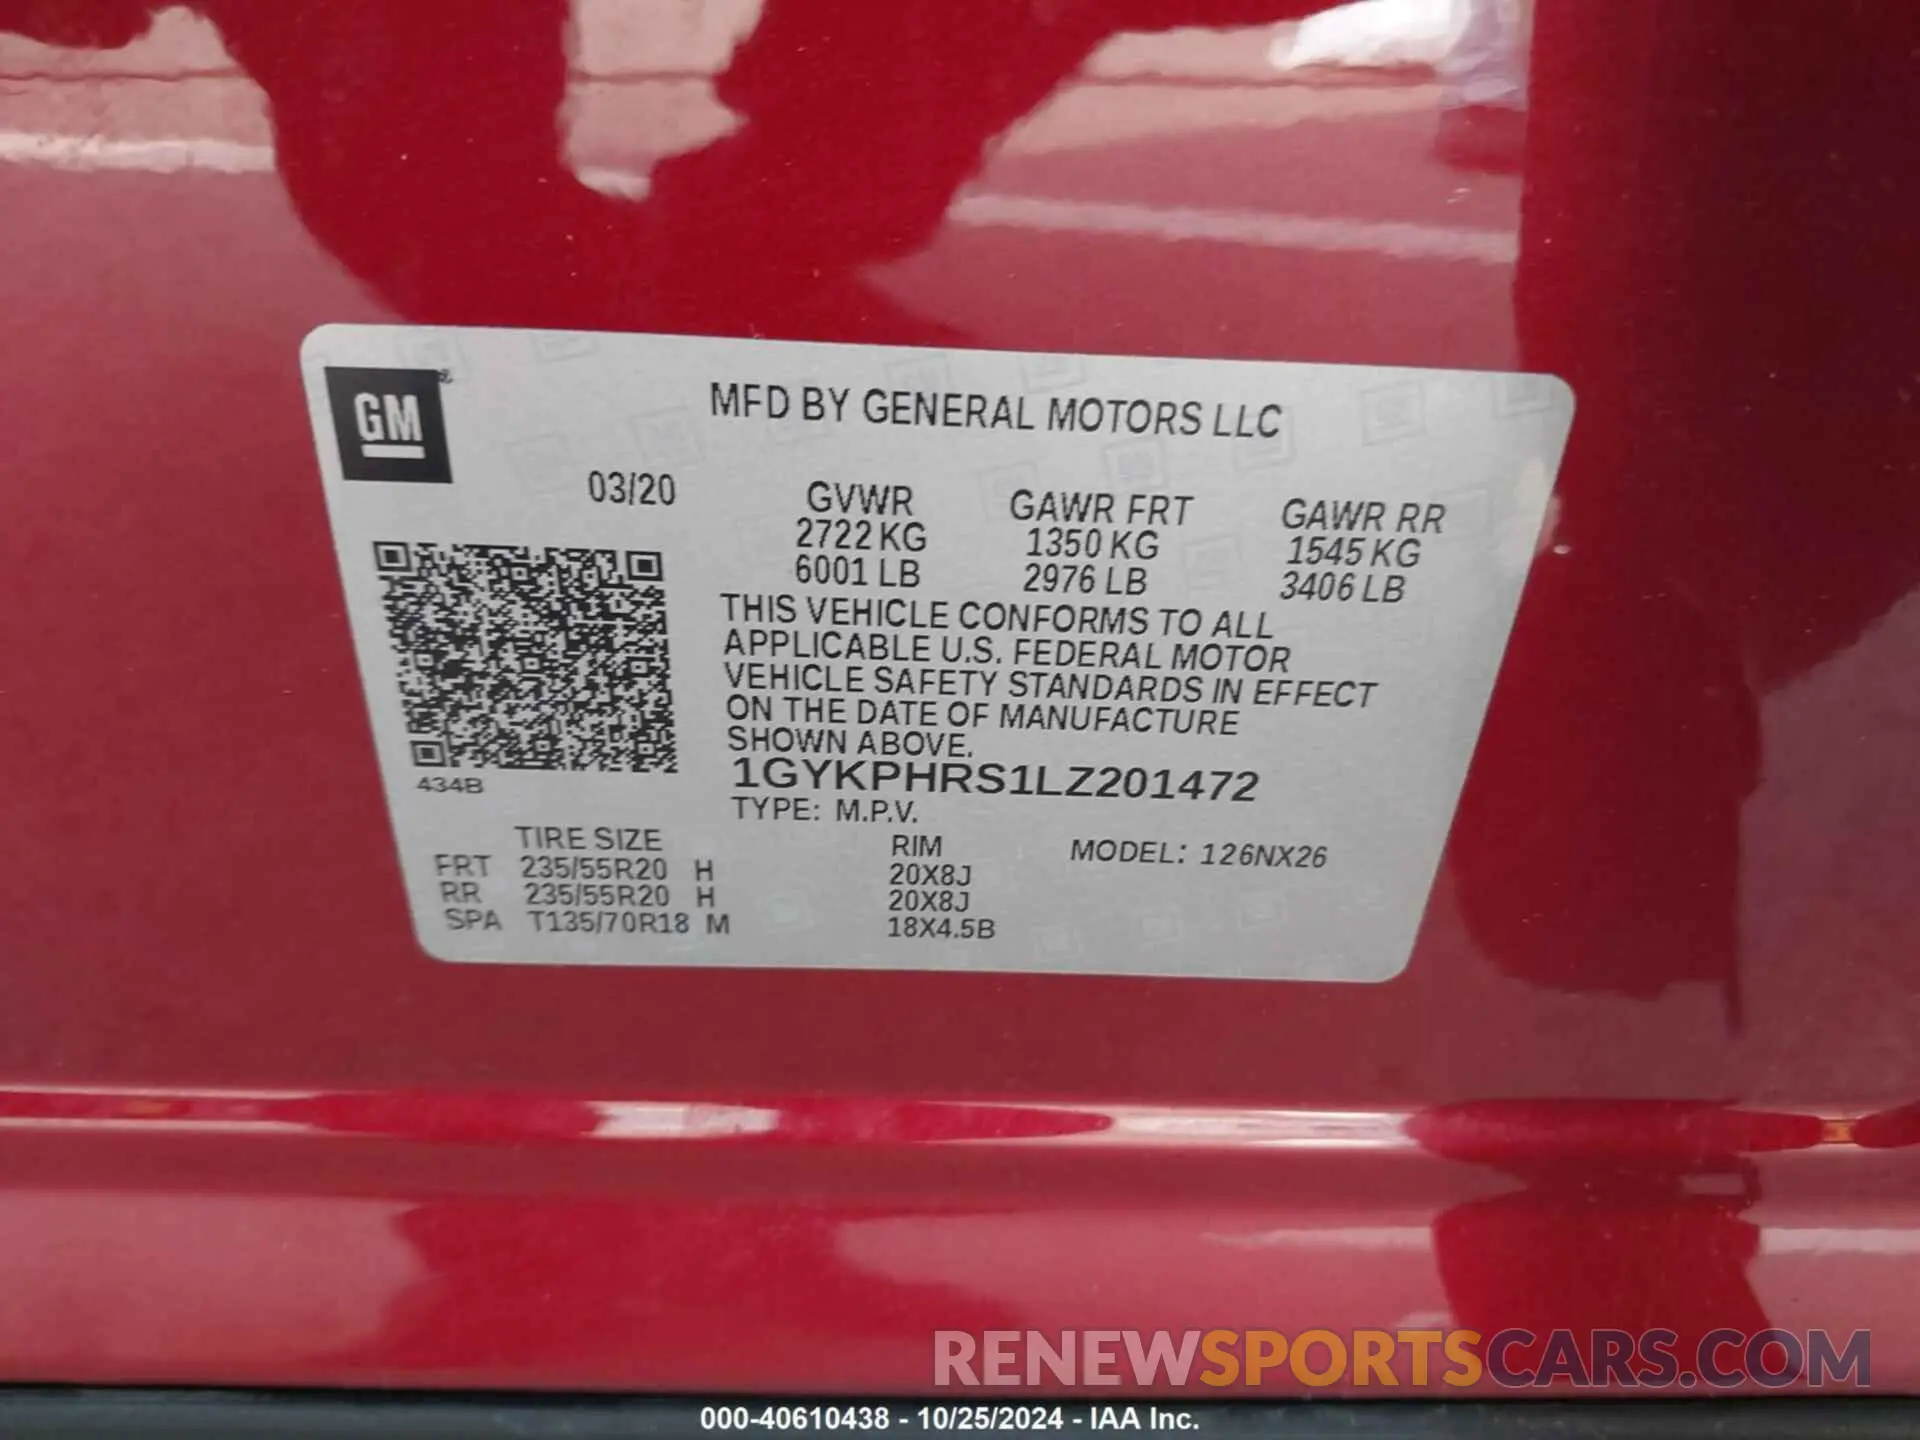 GM
MFD BY GENERAL MOTORS LLC
03/20
GVWR GAWR FRT GAWR RR
2722 KG 1350 KG 1545 KG
6001 LB 2976 LB 3406 LB
THIS VEHICLE CONFORMS TO ALL
APPLICABLE U.S. FEDERAL MOTOR
VEHICLE SAFETY STANDARDS IN EFFECT
ON THE DATE OF MANUFACTURE
SHOWN ABOVE.
434B
1GYKPHRS1LZ201472
TYPE: M.P.V.
TIRE SIZE RIM MODEL: 126NX26
FRT 235/55R20 H 20X8J
RR 235/55R20 H 20X8J
SPA T135/70R18 M 18X4.5B
RENEWSPORTSCARS.COM
000-40610438 - 10/25/2024 - IAA Inc.